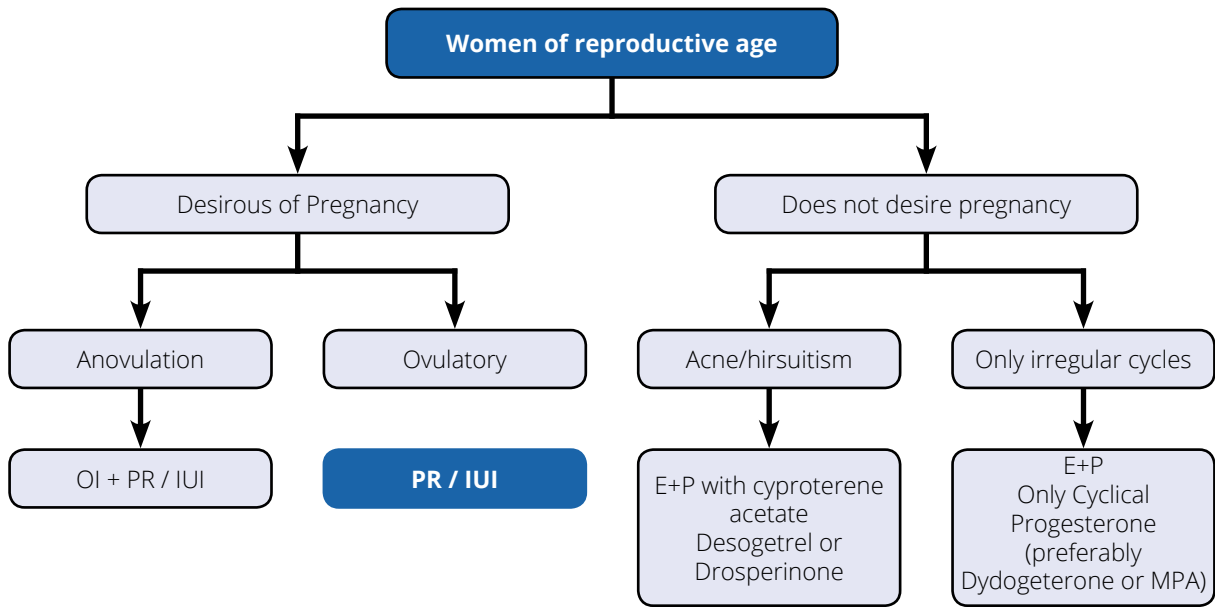 Women of reproductive age
Desirous of Pregnancy
Does not desire pregnancy
Anovulation
Ovulatory
Acne/hirsuitism
Only irregular cycles
OI + PR / IUI
PR / IUI
E+P with cyproterene
acetate
Desogetrel or
Drosperinone
E+P
Only Cyclical
Progesterone
(preferably
Dydogeterone or MPA)